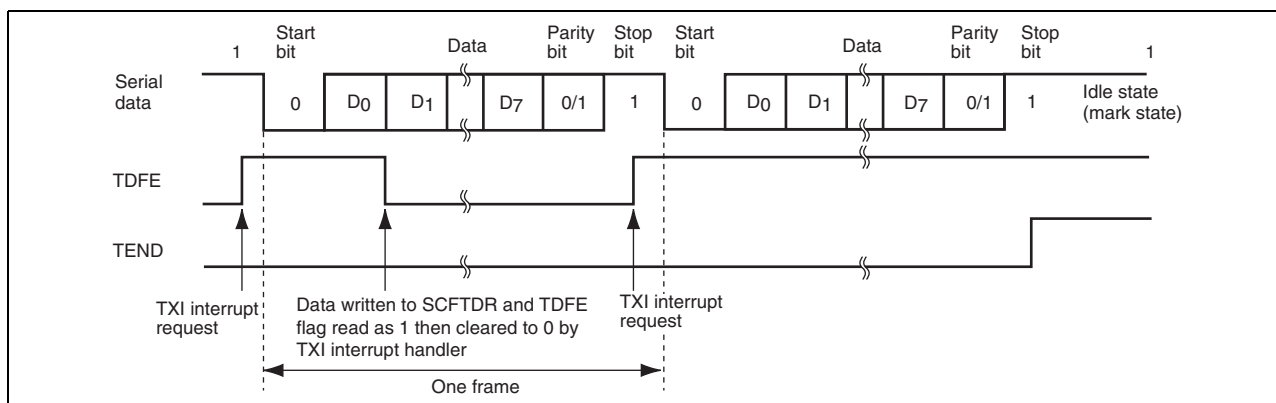 1
Start
bit
Data
Parity
bit
Stop
bit
Start
bit
Data
Parity
bit
Stop
bit
1
Serial
data
0
D0
D1
D7
0/1
1
0
D0
D1
D7
0/1
1
Idle state
(mark state)
TDFE
TEND
TXI interrupt
request
Data written to SCFTDR and TDFE
flag read as 1 then cleared to 0 by
TXI interrupt handler
TXI interrupt
request
One frame